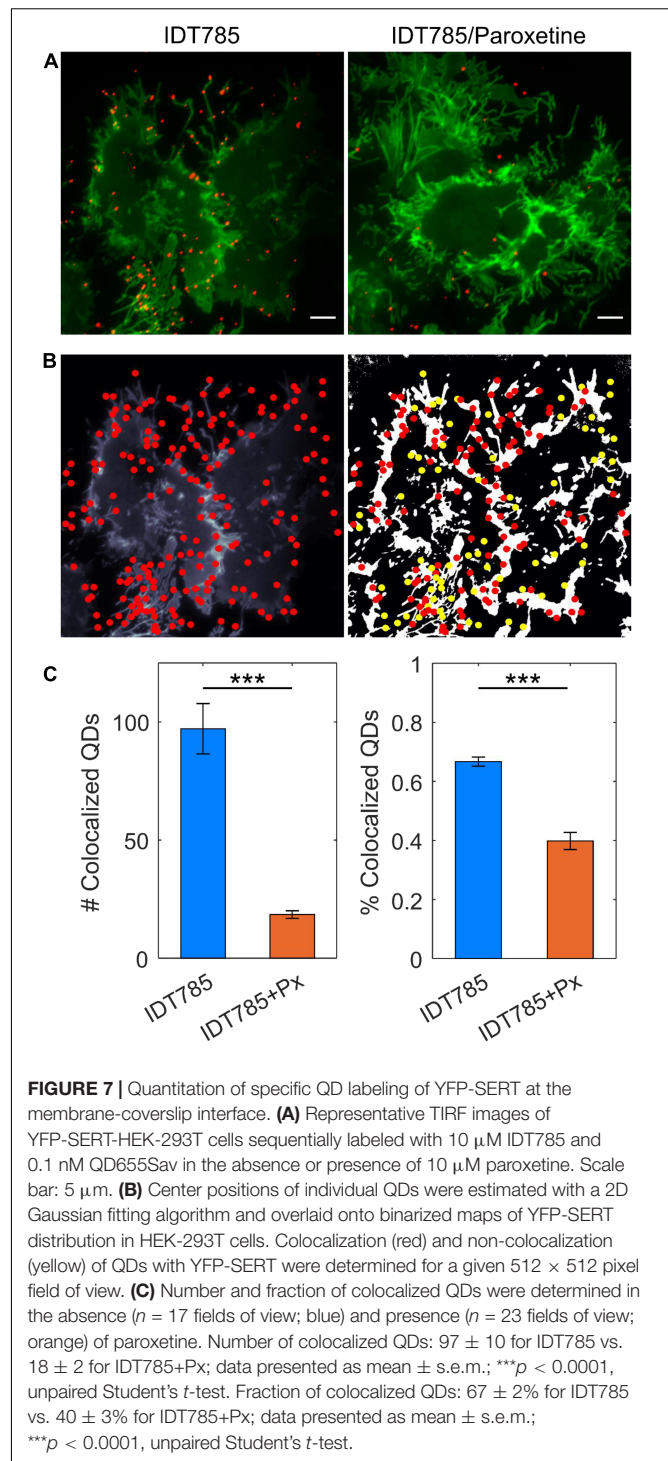 IDT785 IDT785/Paroxetine
A
B
C
*** ***
# Colocalized QDs
100
50
0
IDT785 IDT785+Px
% Colocalized QDs
1
0.8
0.6
0.4
0.2
0
IDT785 IDT785+Px
FIGURE 7 | Quantitation of specific QD labeling of YFP-SERT at the
membrane-coverslip interface. (A) Representative TIRF images of
YFP-SERT-HEK-293T cells sequentially labeled with 10 μM IDT785 and
0.1 nM QD655Sav in the absence or presence of 10 μM paroxetine. Scale
bar: 5 μm. (B) Center positions of individual QDs were estimated with a 2D
Gaussian fitting algorithm and overlaid onto binarized maps of YFP-SERT
distribution in HEK-293T cells. Colocalization (red) and non-colocalization
(yellow) of QDs with YFP-SERT were determined for a given 512 × 512 pixel
field of view. (C) Number and fraction of colocalized QDs were determined in
the absence (n = 17 fields of view; blue) and presence (n = 23 fields of view;
orange) of paroxetine. Number of colocalized QDs: 97 ± 10 for IDT785 vs.
18 ± 2 for IDT785+Px; data presented as mean ± s.e.m.; ***p < 0.0001,
unpaired Student's t-test. Fraction of colocalized QDs: 67 ± 2% for IDT785
vs. 40 ± 3% for IDT785+Px; data presented as mean ± s.e.m.;
***p < 0.0001, unpaired Student's t-test.